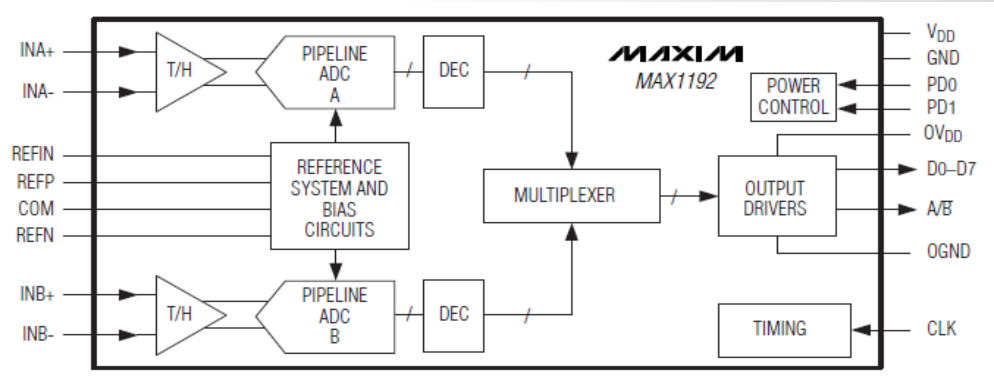 INA+
INA-
T/H
PIPELINE
ADC
A
DEC
MAXIM
MAX1192
POWER
CONTROL
VDD
GND
PD0
PD1
OVDD
REFIN
REFP
COM
REFN
REFERENCE
SYSTEM AND
BIAS
CIRCUITS
MULTIPLEXER
OUTPUT
DRIVERS
D0–D7
A/B̅
OGND
INB+
INB-
T/H
PIPELINE
ADC
B
DEC
TIMING
CLK